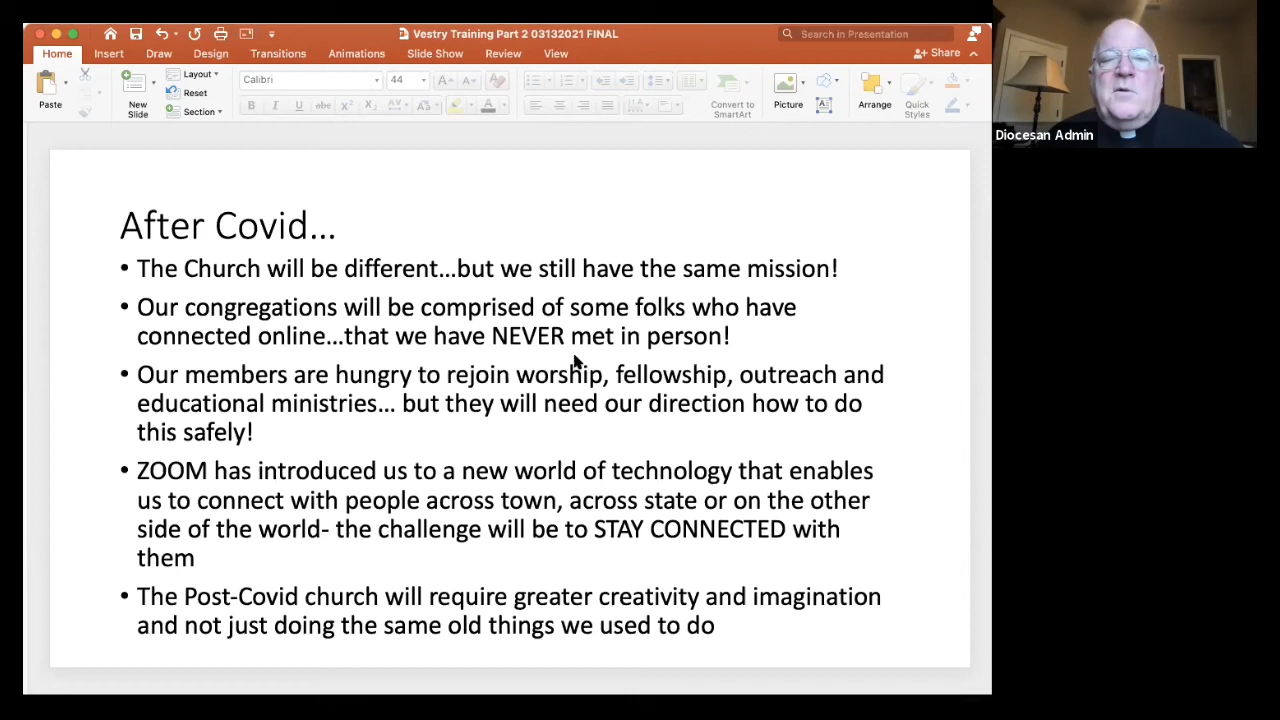 Vestry Training Part 2 03132021 FINAL
Search in Presentation
Home Insert Draw Design Transitions Animations Slide Show Review View
Share
Paste
New Slide
Layout
Reset
Section
Calibri 44
Convert to SmartArt
Picture
Arrange
Quick Styles
Diocesan Admin
After Covid...
• The Church will be different...but we still have the same mission!
• Our congregations will be comprised of some folks who have
connected online...that we have NEVER met in person!
• Our members are hungry to rejoin worship, fellowship, outreach and
educational ministries... but they will need our direction how to do
this safely!
• ZOOM has introduced us to a new world of technology that enables
us to connect with people across town, across state or on the other
side of the world- the challenge will be to STAY CONNECTED with
them
• The Post-Covid church will require greater creativity and imagination
and not just doing the same old things we used to do